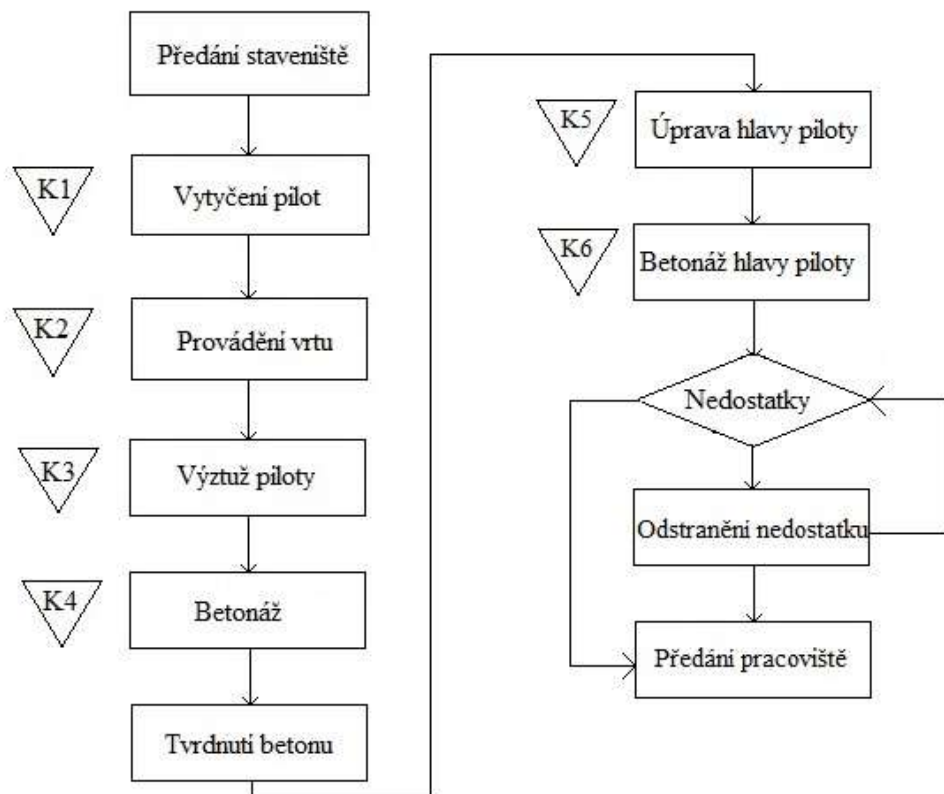 Předání staveniště
K1
Vytyčení pilot
K2
Provádění vrtu
K3
Výztuž piloty
K4
Betonáž
Tvrdnutí betonu
K5
Úprava hlavy piloty
K6
Betonáž hlavy piloty
Nedostatky
Odstranění nedostatku
Předání pracoviště